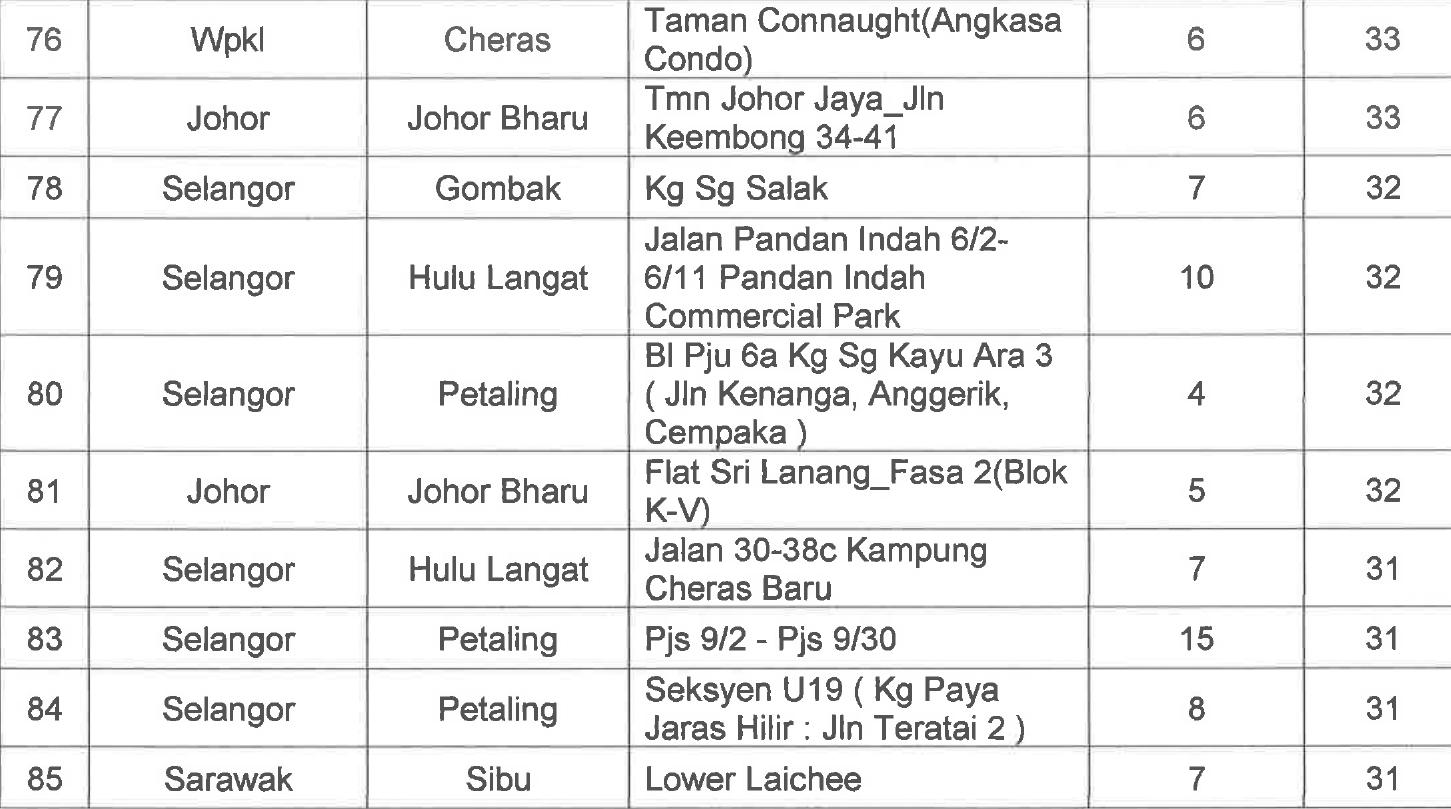 76 Wpkl Cheras Taman Connaught(Angkasa Condo) 6 33
77 Johor Johor Bharu Tmn Johor Jaya_Jln Keembong 34-41 6 33
78 Selangor Gombak Kg Sg Salak 7 32
79 Selangor Hulu Langat Jalan Pandan Indah 6/2-6/11 Pandan Indah Commercial Park 10 32
80 Selangor Petaling Bl Pju 6a Kg Sg Kayu Ara 3 ( Jln Kenanga, Anggerik, Cempaka ) 4 32
81 Johor Johor Bharu Flat Sri Lanang_Fasa 2(Blok K-V) 5 32
82 Selangor Hulu Langat Jalan 30-38c Kampung Cheras Baru 7 31
83 Selangor Petaling Pjs 9/2 - Pjs 9/30 15 31
84 Selangor Petaling Seksyen U19 ( Kg Paya Jaras Hilir : Jln Teratai 2 ) 8 31
85 Sarawak Sibu Lower Laichee 7 31